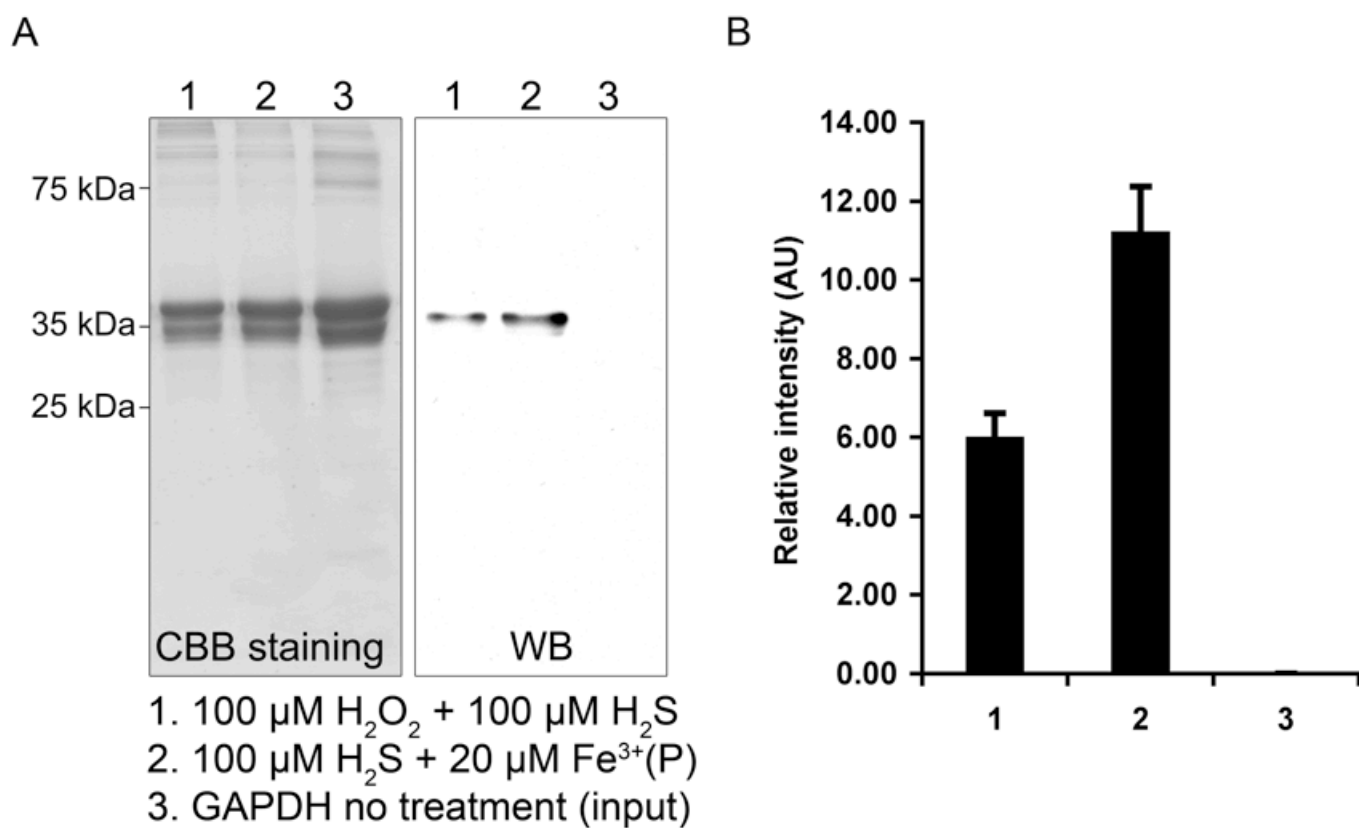 A
1 2 3
1 2 3
75 kDa
35 kDa
25 kDa
CBB staining
WB
1. 100 µM H₂O₂ + 100 µM H₂S
2. 100 µM H₂S + 20 µM Fe³⁺(P)
3. GAPDH no treatment (input)
B
Relative intensity (AU)
14.00
12.00
10.00
8.00
6.00
4.00
2.00
0.00
1 2 3